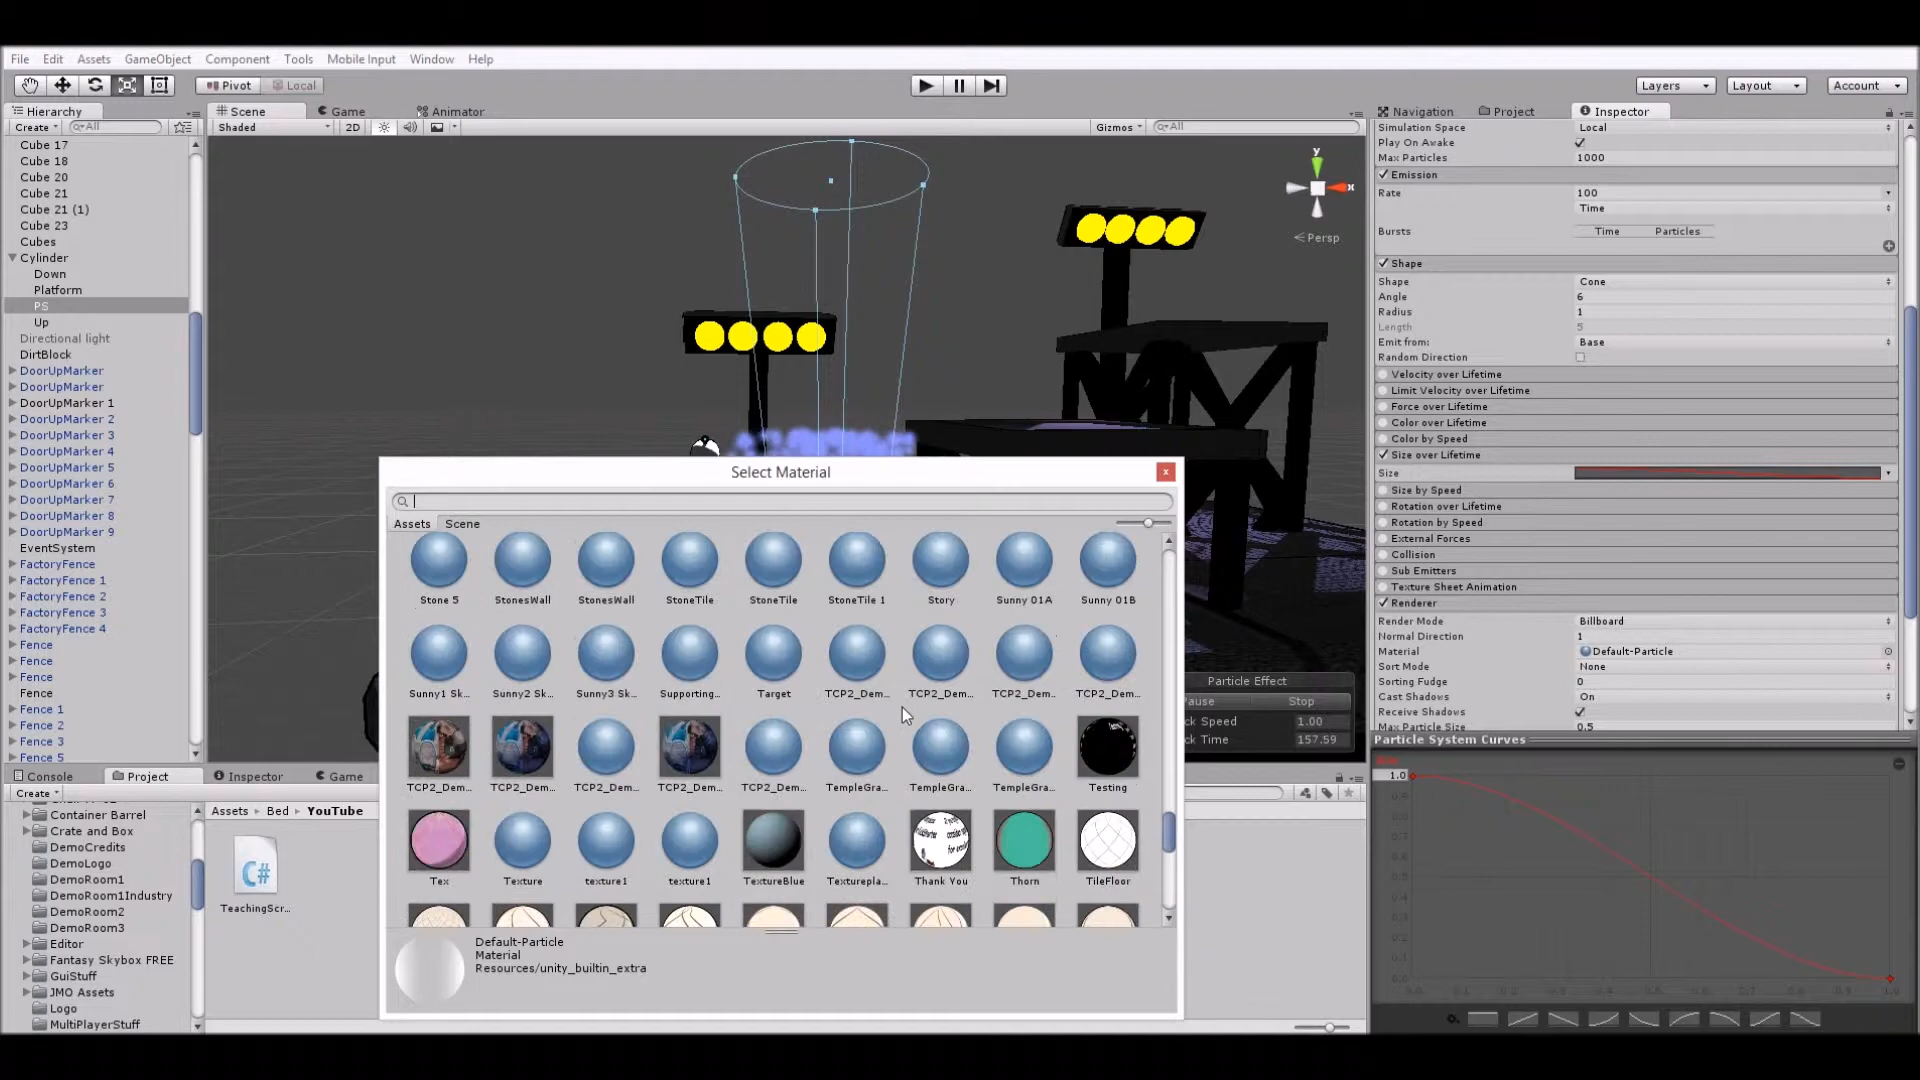 File Edit Assets GameObject Component Tools Mobile Input Window Help
Pivot Local
Layers Layout Account
Hierarchy Scene Game Animator Navigation Project Inspector
Create All Shaded 2D Gizmos All
Cube 17
Cube 18
Cube 20
Cube 21
Cube 21 (1)
Cube 23
Cubes
Cylinder
Down
Platform
PS
Up
Directional light
DirtBlock
DoorUpMarker
DoorUpMarker
DoorUpMarker 1
DoorUpMarker 2
DoorUpMarker 3
DoorUpMarker 4
DoorUpMarker 5
DoorUpMarker 6
DoorUpMarker 7
DoorUpMarker 8
DoorUpMarker 9
EventSystem
FactoryFence
FactoryFence 1
FactoryFence 2
FactoryFence 3
FactoryFence 4
Fence
Fence
Fence
Fence
Fence 1
Fence 2
Fence 3
Fence 4
Fence 5
y
x
Persp
Simulation Space Local
Play On Awake
Max Particles 1000
Emission
Rate 100
Time
Bursts Time Particles
Shape
Shape Cone
Angle 6
Radius 1
Length 5
Emit from: Base
Random Direction
Velocity over Lifetime
Limit Velocity over Lifetime
Force over Lifetime
Color over Lifetime
Color by Speed
Size over Lifetime
Size
Size by Speed
Rotation over Lifetime
Rotation by Speed
External Forces
Collision
Sub Emitters
Texture Sheet Animation
Renderer
Render Mode Billboard
Normal Direction 1
Material Default-Particle
Sort Mode None
Sorting Fudge 0
Cast Shadows On
Receive Shadows
Max Particle Size 0.5
Particle System Curves
1.0
Particle Effect
Pause Stop
ck Speed 1.00
ck Time 157.59
Select Material
Assets Scene
Stone 5 StonesWall StonesWall StoneTile StoneTile StoneTile 1 Story Sunny 01A Sunny 01B
Sunny1 Sk... Sunny2 Sk... Sunny3 Sk... Supporting... Target TCP2_Dem... TCP2_Dem... TCP2_Dem... TCP2_Dem...
TCP2_Dem... TCP2_Dem... TCP2_Dem... TCP2_Dem... TCP2_Dem... TempleGra... TempleGra... TempleGra... Testing
Tex Texture texture1 texture1 TextureBlue Texturepla... Thank You Thorn TileFloor
Default-Particle
Material
Resources/unity_builtin_extra
Console Project Inspector Game
Create
Assets Bed YouTube
Container Barrel
Crate and Box
DemoCredits
DemoLogo
DemoRoom1
DemoRoom1Industry
DemoRoom2
DemoRoom3
Editor
Fantasy Skybox FREE
GuiStuff
JMO Assets
Logo
MultiPlayerStuff
C#
TeachingScr...